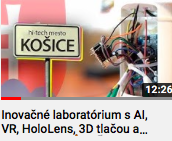 hi-tech mesto
KOŠICE
12:26
Inovačné laboratórium s AI,
VR, HoloLens, 3D tlačou a...